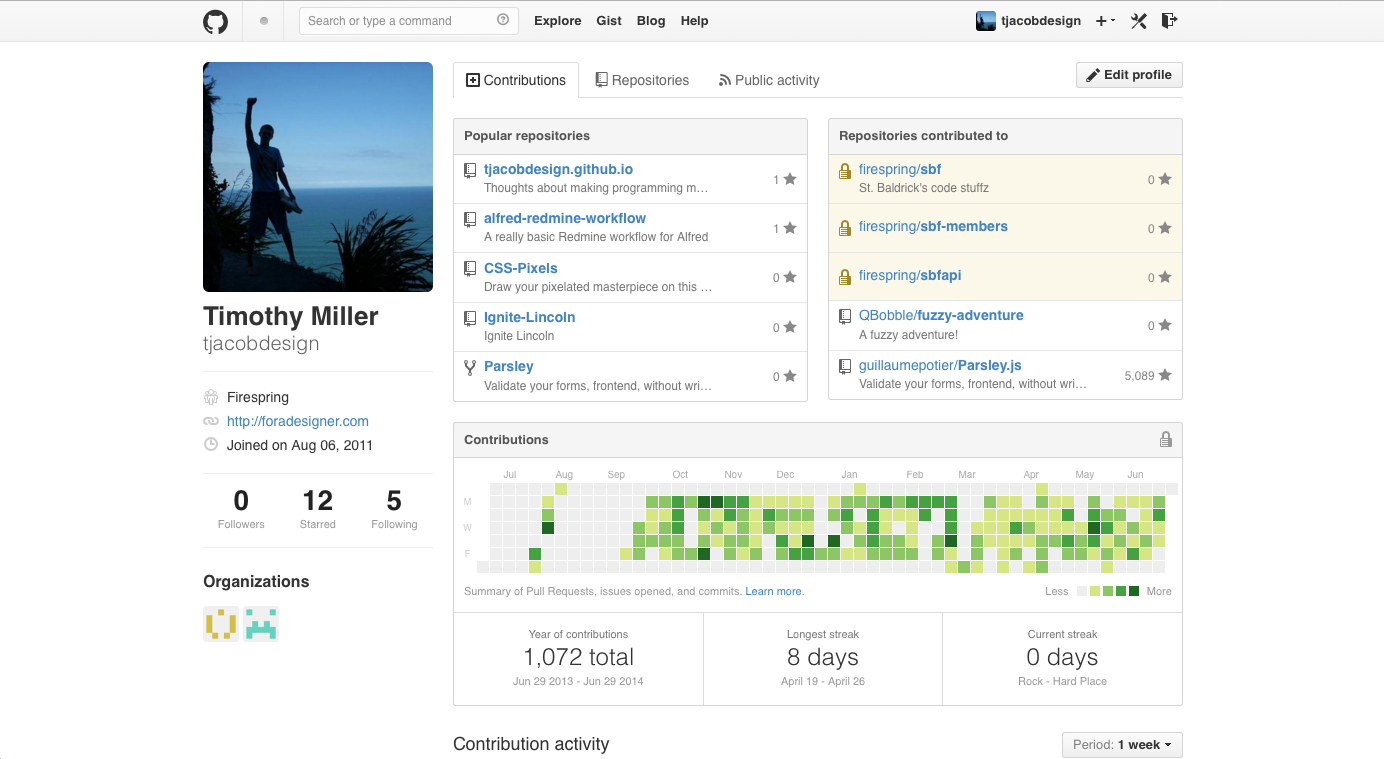 Search or type a command
Explore Gist Blog Help
tjacobdesign
Contributions Repositories Public activity
Edit profile
Timothy Miller
tjacobdesign
Firespring
http://foradesigner.com
Joined on Aug 06, 2011
0 12 5
Followers Starred Following
Organizations
Popular repositories
tjacobdesign.github.io
Thoughts about making programming m…
1
alfred-redmine-workflow
A really basic Redmine workflow for Alfred
1
CSS-Pixels
Draw your pixelated masterpiece on this …
0
Ignite-Lincoln
Ignite Lincoln
0
Parsley
Validate your forms, frontend, without wri…
0
Repositories contributed to
firespring/sbf
St. Baldrick's code stuffz
0
firespring/sbf-members
0
firespring/sbfapi
0
QBobble/fuzzy-adventure
A fuzzy adventure!
0
guillaumepotier/Parsley.js
Validate your forms, frontend, without wri…
5,089
Contributions
Jul Aug Sep Oct Nov Dec Jan Feb Mar Apr May Jun
M
W
F
Summary of Pull Requests, issues opened, and commits. Learn more.
Less More
Year of contributions
1,072 total
Jun 29 2013 - Jun 29 2014
Longest streak
8 days
April 19 - April 26
Current streak
0 days
Rock - Hard Place
Contribution activity
Period: 1 week